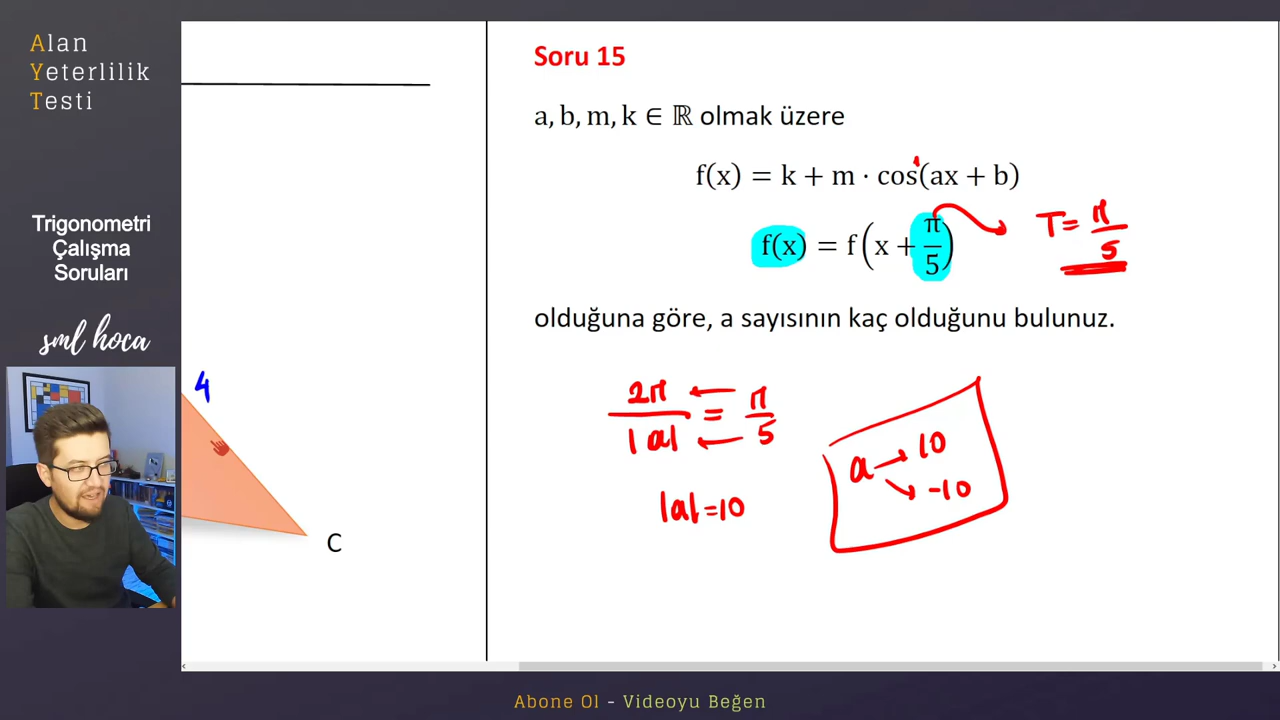 Alan
Yeterlilik
Testi
Trigonometri
Çalışma
Soruları
sml hoca
4
C
Soru 15
a, b, m, k ∈ ℝ olmak üzere
f(x) = k + m · cos¹(ax + b)
f(x) = f(x + π/5)
T = π/5
olduğuna göre, a sayısının kaç olduğunu bulunuz.
2π/|a| = π/5
|a| = 10
a → 10
→ -10
Abone Ol - Videoyu Beğen